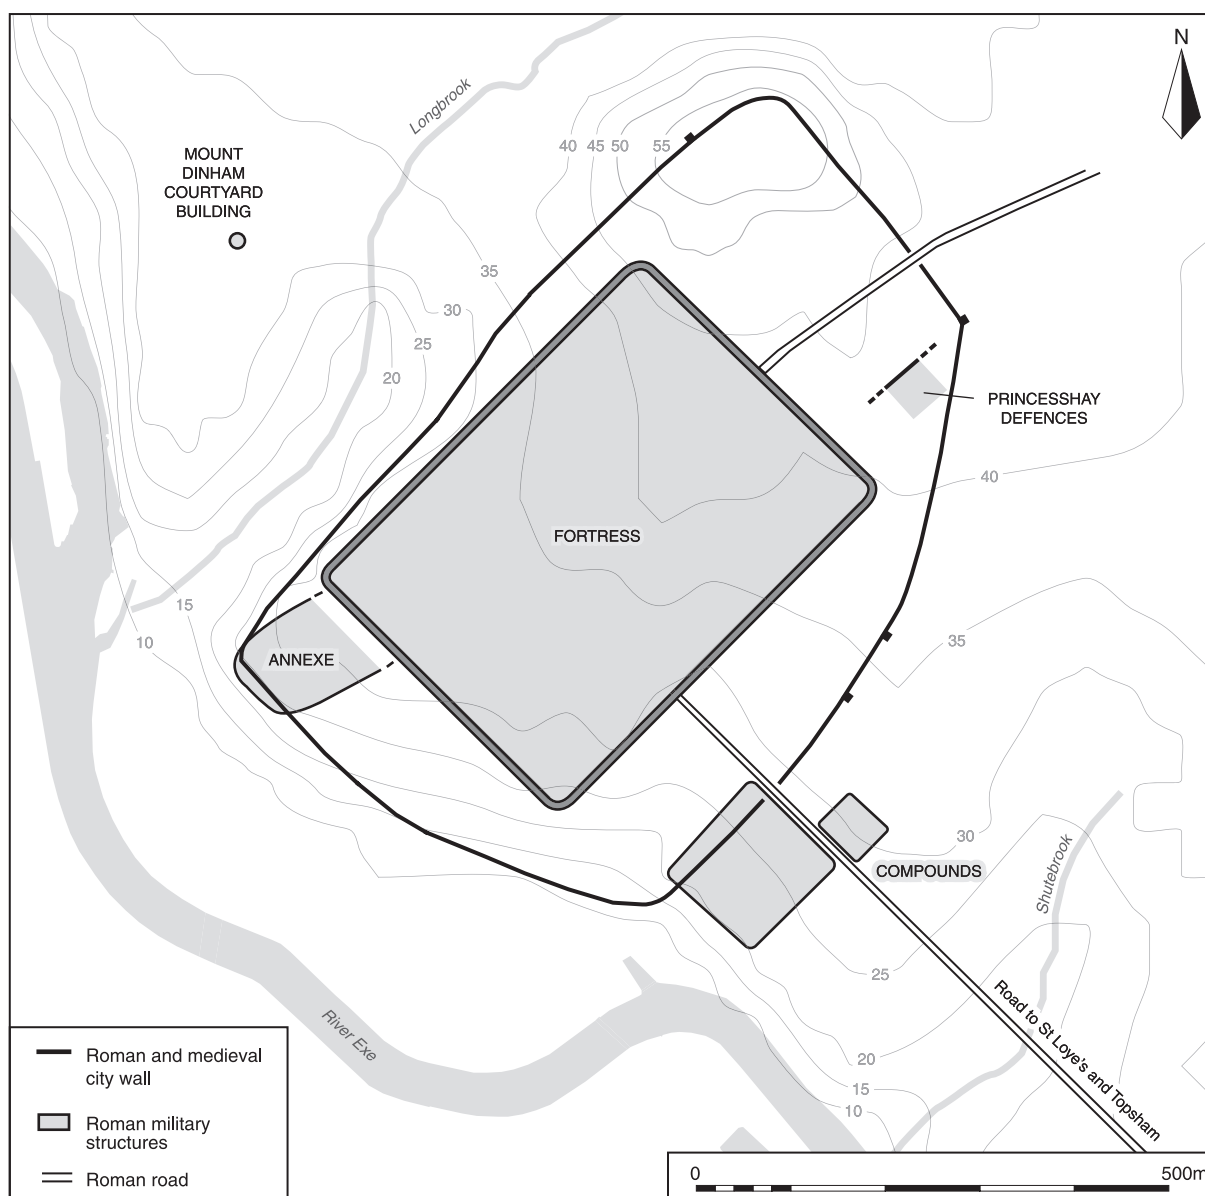 N
Longbrook
MOUNT
DINHAM
COURTYARD
BUILDING
40 45 50 55
35
30
25
20
PRINCESSHAY
DEFENCES
40
FORTRESS
15
10
35
ANNEXE
30
COMPOUNDS
Shutebrook
25
Road to St Loye's and Topsham
River Exe
20
15
10
Roman and medieval
city wall
Roman military
structures
Roman road
0 500m